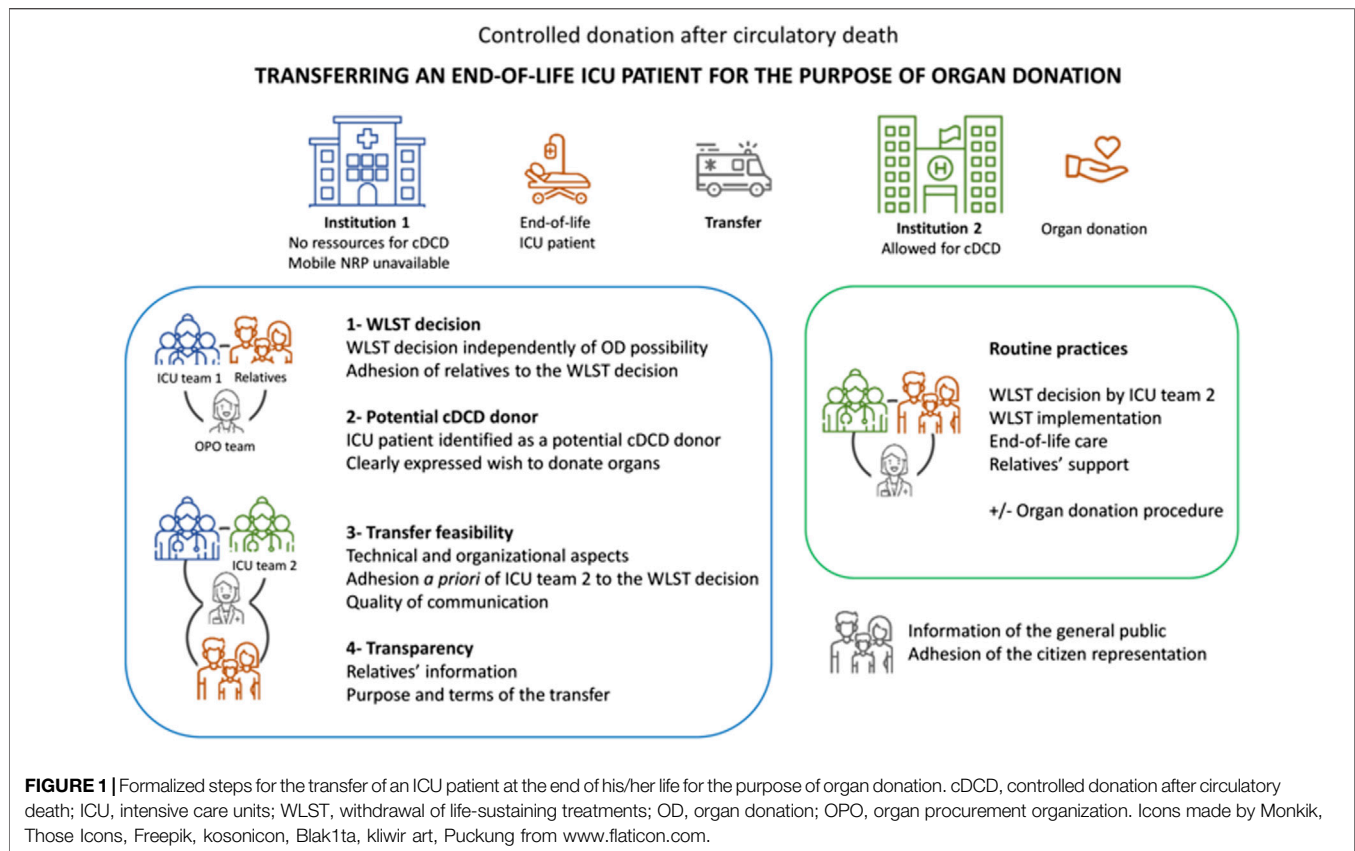 Controlled donation after circulatory death
TRANSFERRING AN END-OF-LIFE ICU PATIENT FOR THE PURPOSE OF ORGAN DONATION
Institution 1
No ressources for cDCD
Mobile NRP unavailable
End-of-life
ICU patient
Transfer
H
Institution 2
Allowed for cDCD
Organ donation
ICU team 1
Relatives
OPO team
1- WLST decision
WLST decision independently of OD possibility
Adhesion of relatives to the WLST decision
2- Potential cDCD donor
ICU patient identified as a potential cDCD donor
Clearly expressed wish to donate organs
ICU team 2
3- Transfer feasibility
Technical and organizational aspects
Adhesion a priori of ICU team 2 to the WLST decision
Quality of communication
4- Transparency
Relatives' information
Purpose and terms of the transfer
Routine practices
WLST decision by ICU team 2
WLST implementation
End-of-life care
Relatives' support
+/- Organ donation procedure
Information of the general public
Adhesion of the citizen representation
FIGURE 1 | Formalized steps for the transfer of an ICU patient at the end of his/her life for the purpose of organ donation. cDCD, controlled donation after circulatory
death; ICU, intensive care units; WLST, withdrawal of life-sustaining treatments; OD, organ donation; OPO, organ procurement organization. Icons made by Monkik,
Those Icons, Freepik, kosonicon, Blak1ta, kliwir art, Puckung from www.flaticon.com.